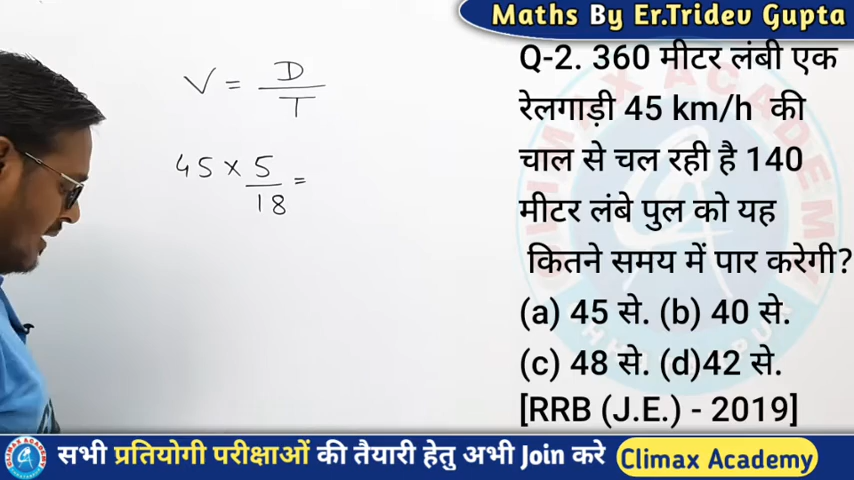 Maths By Er.Tridev Gupta
V = D/T
45 × 5/18 =
Q-2. 360 मीटर लंबी एक
रेलगाड़ी 45 km/h की
चाल से चल रही है 140
मीटर लंबे पुल को यह
कितने समय में पार करेगी?
(a) 45 से. (b) 40 से.
(c) 48 से. (d)42 से.
[RRB (J.E.) - 2019]
सभी प्रतियोगी परीक्षाओं की तैयारी हेतु अभी Join करे Climax Academy